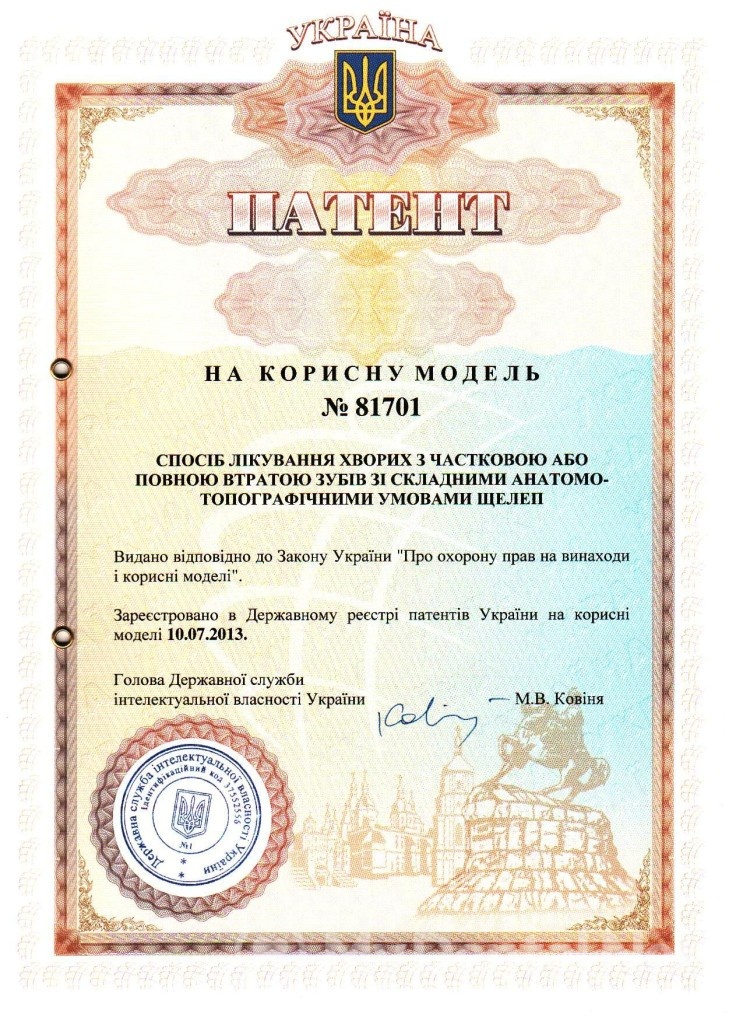 УКРАЇНА
ПАТЕНТ
НА КОРИСНУ МОДЕЛЬ
№ 81701
СПОСІБ ЛІКУВАННЯ ХВОРИХ З ЧАСТКОВОЮ АБО
ПОВНОЮ ВТРАТОЮ ЗУБІВ ЗІ СКЛАДНИМИ АНАТОМО-
ТОПОГРАФІЧНИМИ УМОВАМИ ЩЕЛЕП
Видано відповідно до Закону України "Про охорону прав на винаходи
і корисні моделі".
Зареєстровано в Державному реєстрі патентів України на корисні
моделі 10.07.2013.
Голова Державної служби
інтелектуальної власності України
М.В. Ковіня
Державна служба інтелектуальної власності України
Ідентифікаційний код 37552556
№1